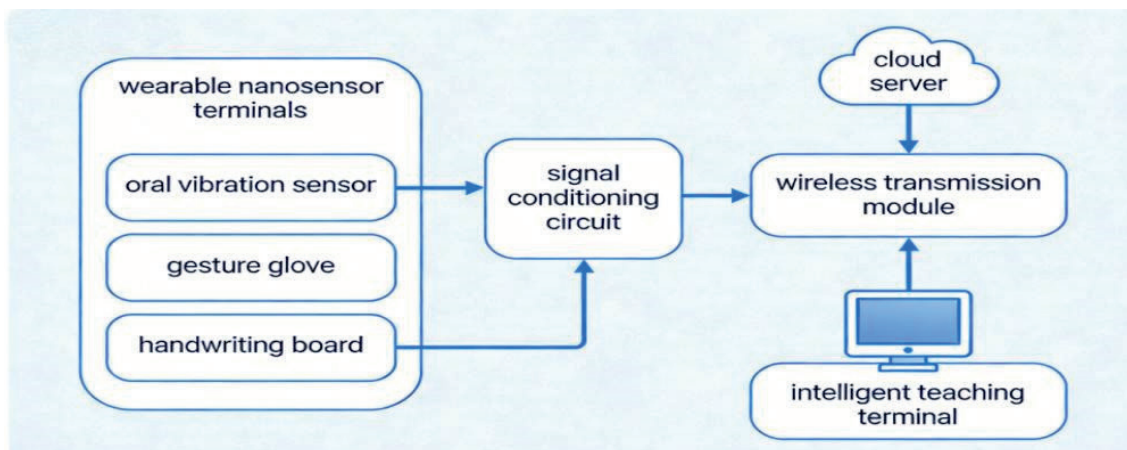 wearable nanosensor
terminals
oral vibration sensor
gesture glove
handwriting board
signal
conditioning
circuit
cloud
server
wireless transmission
module
intelligent teaching
terminal